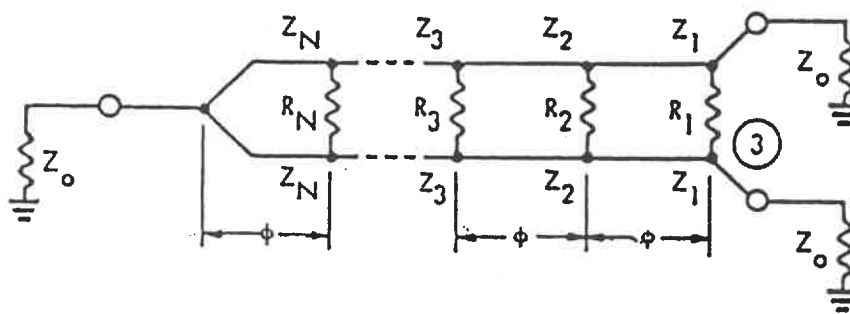 Z_N Z_3 Z_2 Z_1
Z_o R_N R_3 R_2 R_1 3 Z_o
Z_N Z_3 Z_2 Z_1
ϕ ϕ ϕ Z_o